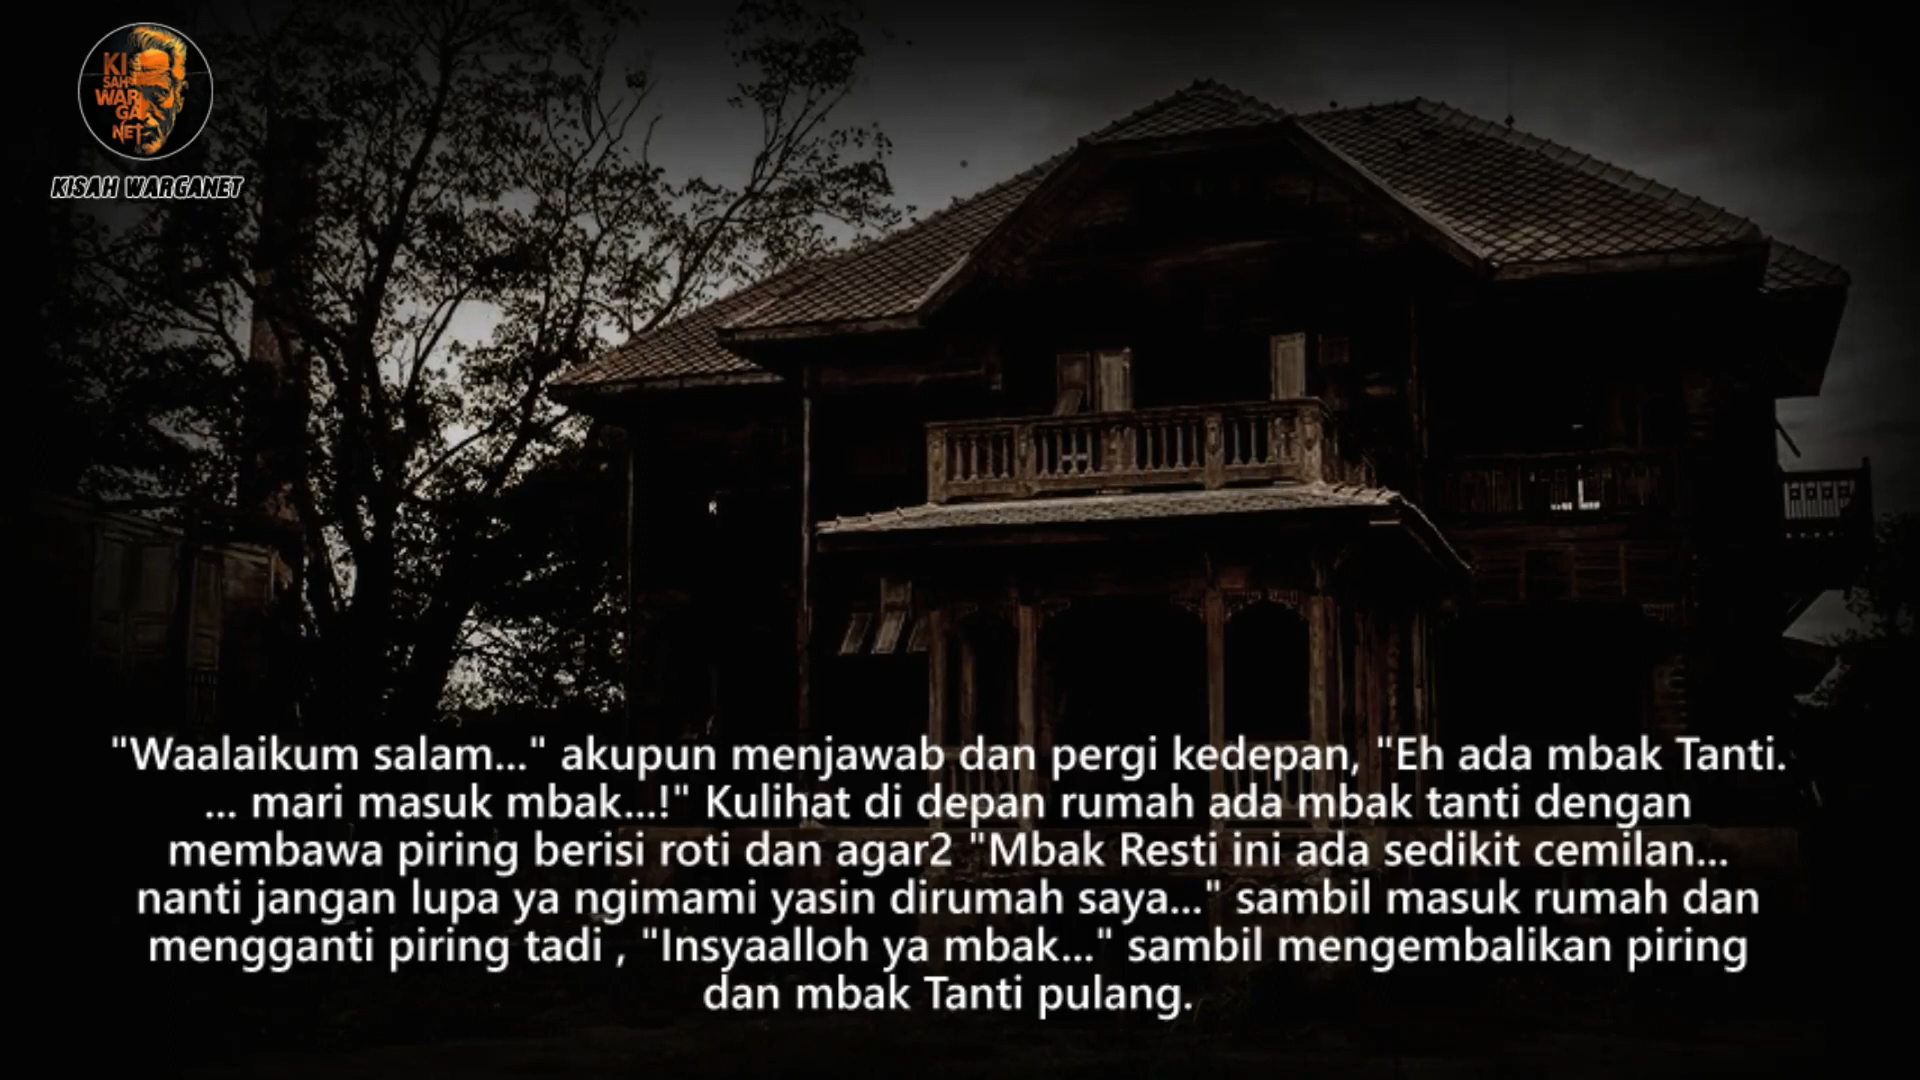 KI
SAH
WAR
GA
NET
KISAH WARGANET
"Waalaikum salam..." akupun menjawab dan pergi kedepan, "Eh ada mbak Tanti.
... mari masuk mbak...!" Kulihat di depan rumah ada mbak tanti dengan
membawa piring berisi roti dan agar2 "Mbak Resti ini ada sedikit cemilan...
nanti jangan lupa ya ngimami yasin dirumah saya..." sambil masuk rumah dan
mengganti piring tadi , "Insyaalloh ya mbak..." sambil mengembalikan piring
dan mbak Tanti pulang.